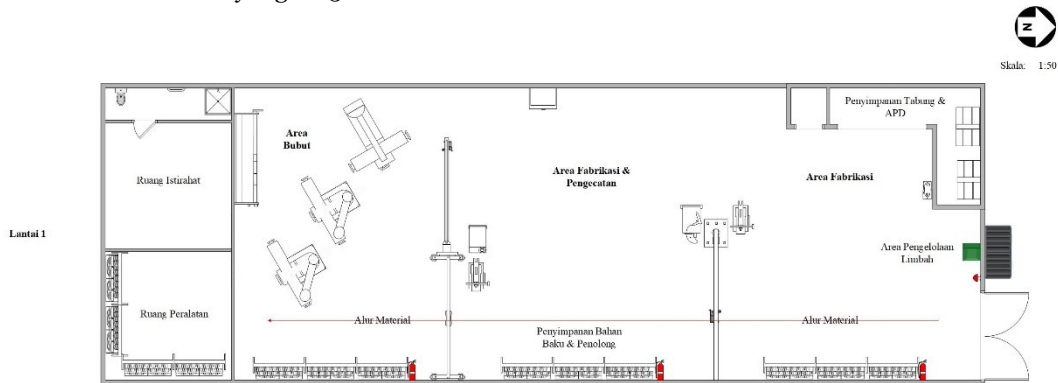 N
Skala: 1:50
Penyimpanan Tabung &
APD
Area
Bubut
Area Fabrikasi &
Pengecatan
Area Fabrikasi
Ruang Istirahat
Lantai 1
Area Pengelolaan
Limbah
Ruang Peralatan
Alur Material
Penyimpanan Bahan
Baku & Penolong
Alur Material